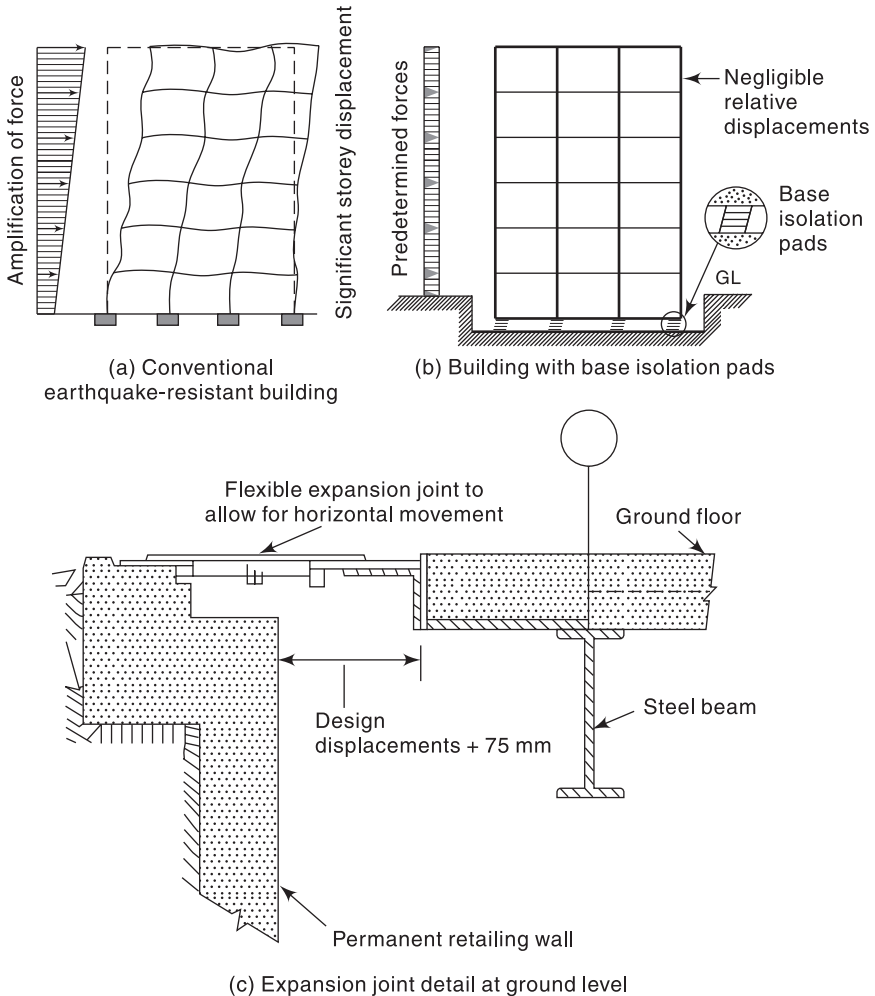 Amplification of force
Significant storey displacement
(a) Conventional
earthquake-resistant building
Predetermined forces
Negligible
relative
displacements
Base
isolation
pads
GL
(b) Building with base isolation pads
Flexible expansion joint to
allow for horizontal movement
Ground floor
Design
displacements + 75 mm
Steel beam
Permanent retailing wall
(c) Expansion joint detail at ground level